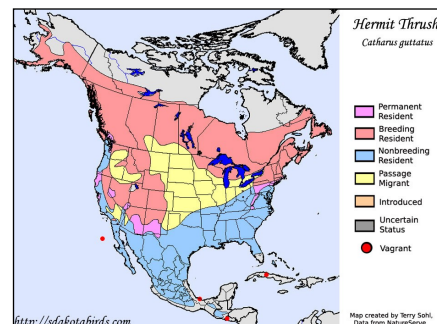 Hermit Thrush
Catharus guttatus
Permanent
Resident
Breeding
Resident
Nonbreeding
Resident
Passage
Migrant
Introduced
Uncertain
Status
Vagrant
http://sdakotabirds.com
Map created by Terry Sohl,
Data from NatureServe